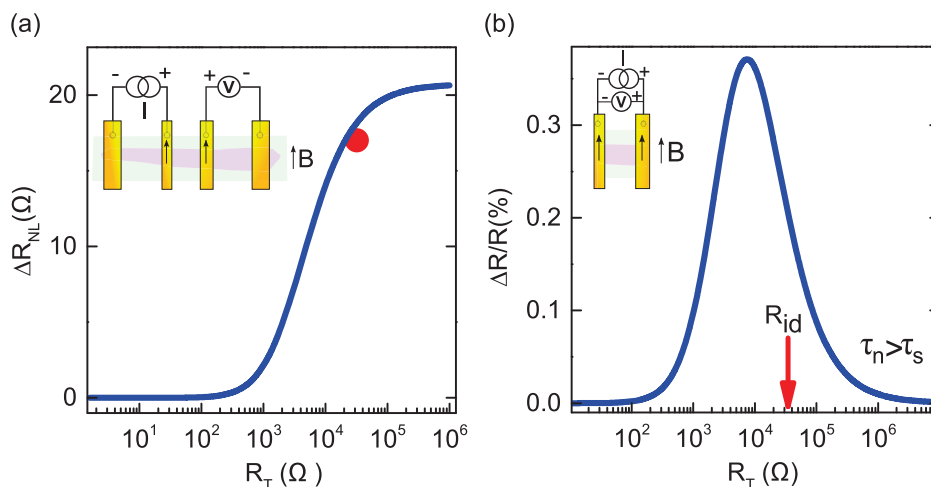 (a)
20
10
0
ΔR_NL(Ω)
- +
I
+ V -
B
10^1 10^2 10^3 10^4 10^5 10^6
R_T (Ω )
(b)
0.3
0.2
0.1
0.0
ΔR/R(%)
I
- +
- V +
B
R_id
τ_n>τ_s
10^2 10^3 10^4 10^5 10^6
R_T (Ω)